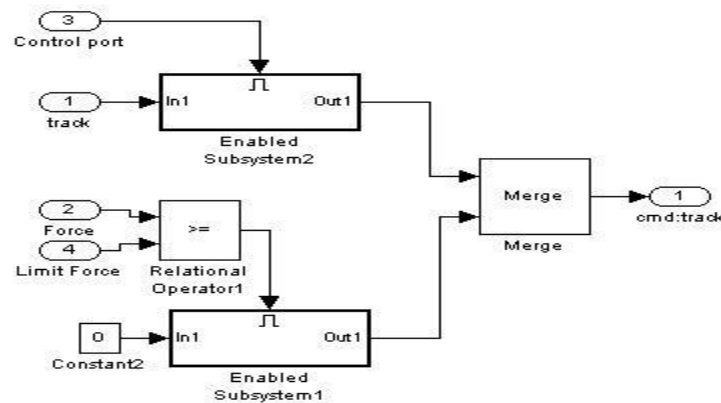 3
Control port
1
track
In1
Out1
Enabled
Subsystem2
2
Force
4
Limit Force
>=
Relational
Operator1
0
Constant2
In1
Out1
Enabled
Subsystem1
Merge
Merge
1
cmd:track